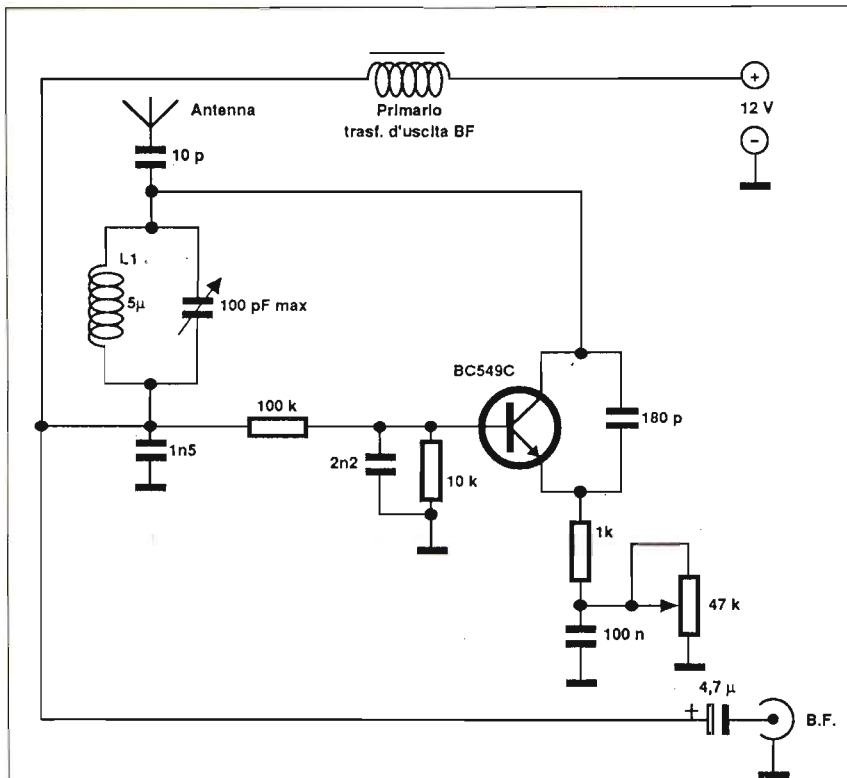 Antenna
Primario
trasf. d'uscita BF
+
12 V
−
10 p
L1
5μ
100 pF max
BC549C
100 k
180 p
1n5
2n2
10 k
1k
47 k
100 n
4,7 μ
+
B.F.